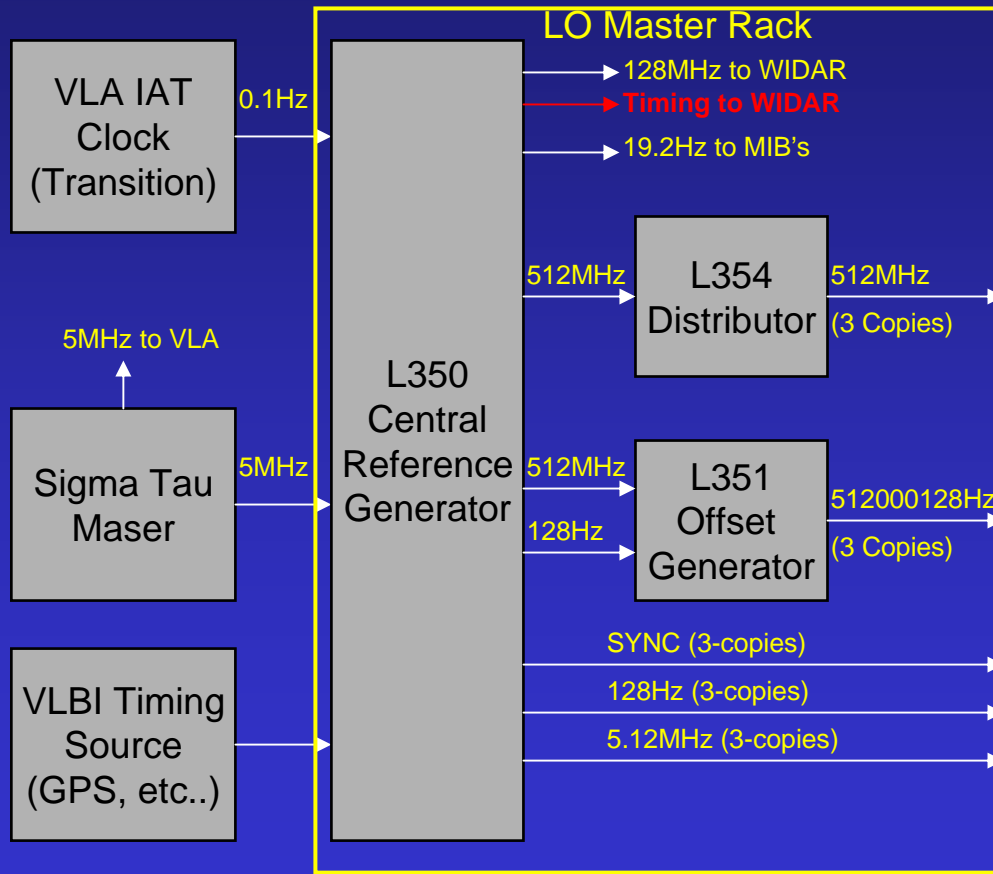 LO Master Rack
VLA IAT
Clock
(Transition)
0.1Hz
128MHz to WIDAR
Timing to WIDAR
19.2Hz to MIB's
512MHz
L354
Distributor
512MHz
(3 Copies)
5MHz to VLA
L350
Central
Reference
Generator
Sigma Tau
Maser
5MHz
512MHz
128Hz
L351
Offset
Generator
512000128Hz
(3 Copies)
VLBI Timing
Source
(GPS, etc..)
SYNC (3-copies)
128Hz (3-copies)
5.12MHz (3-copies)